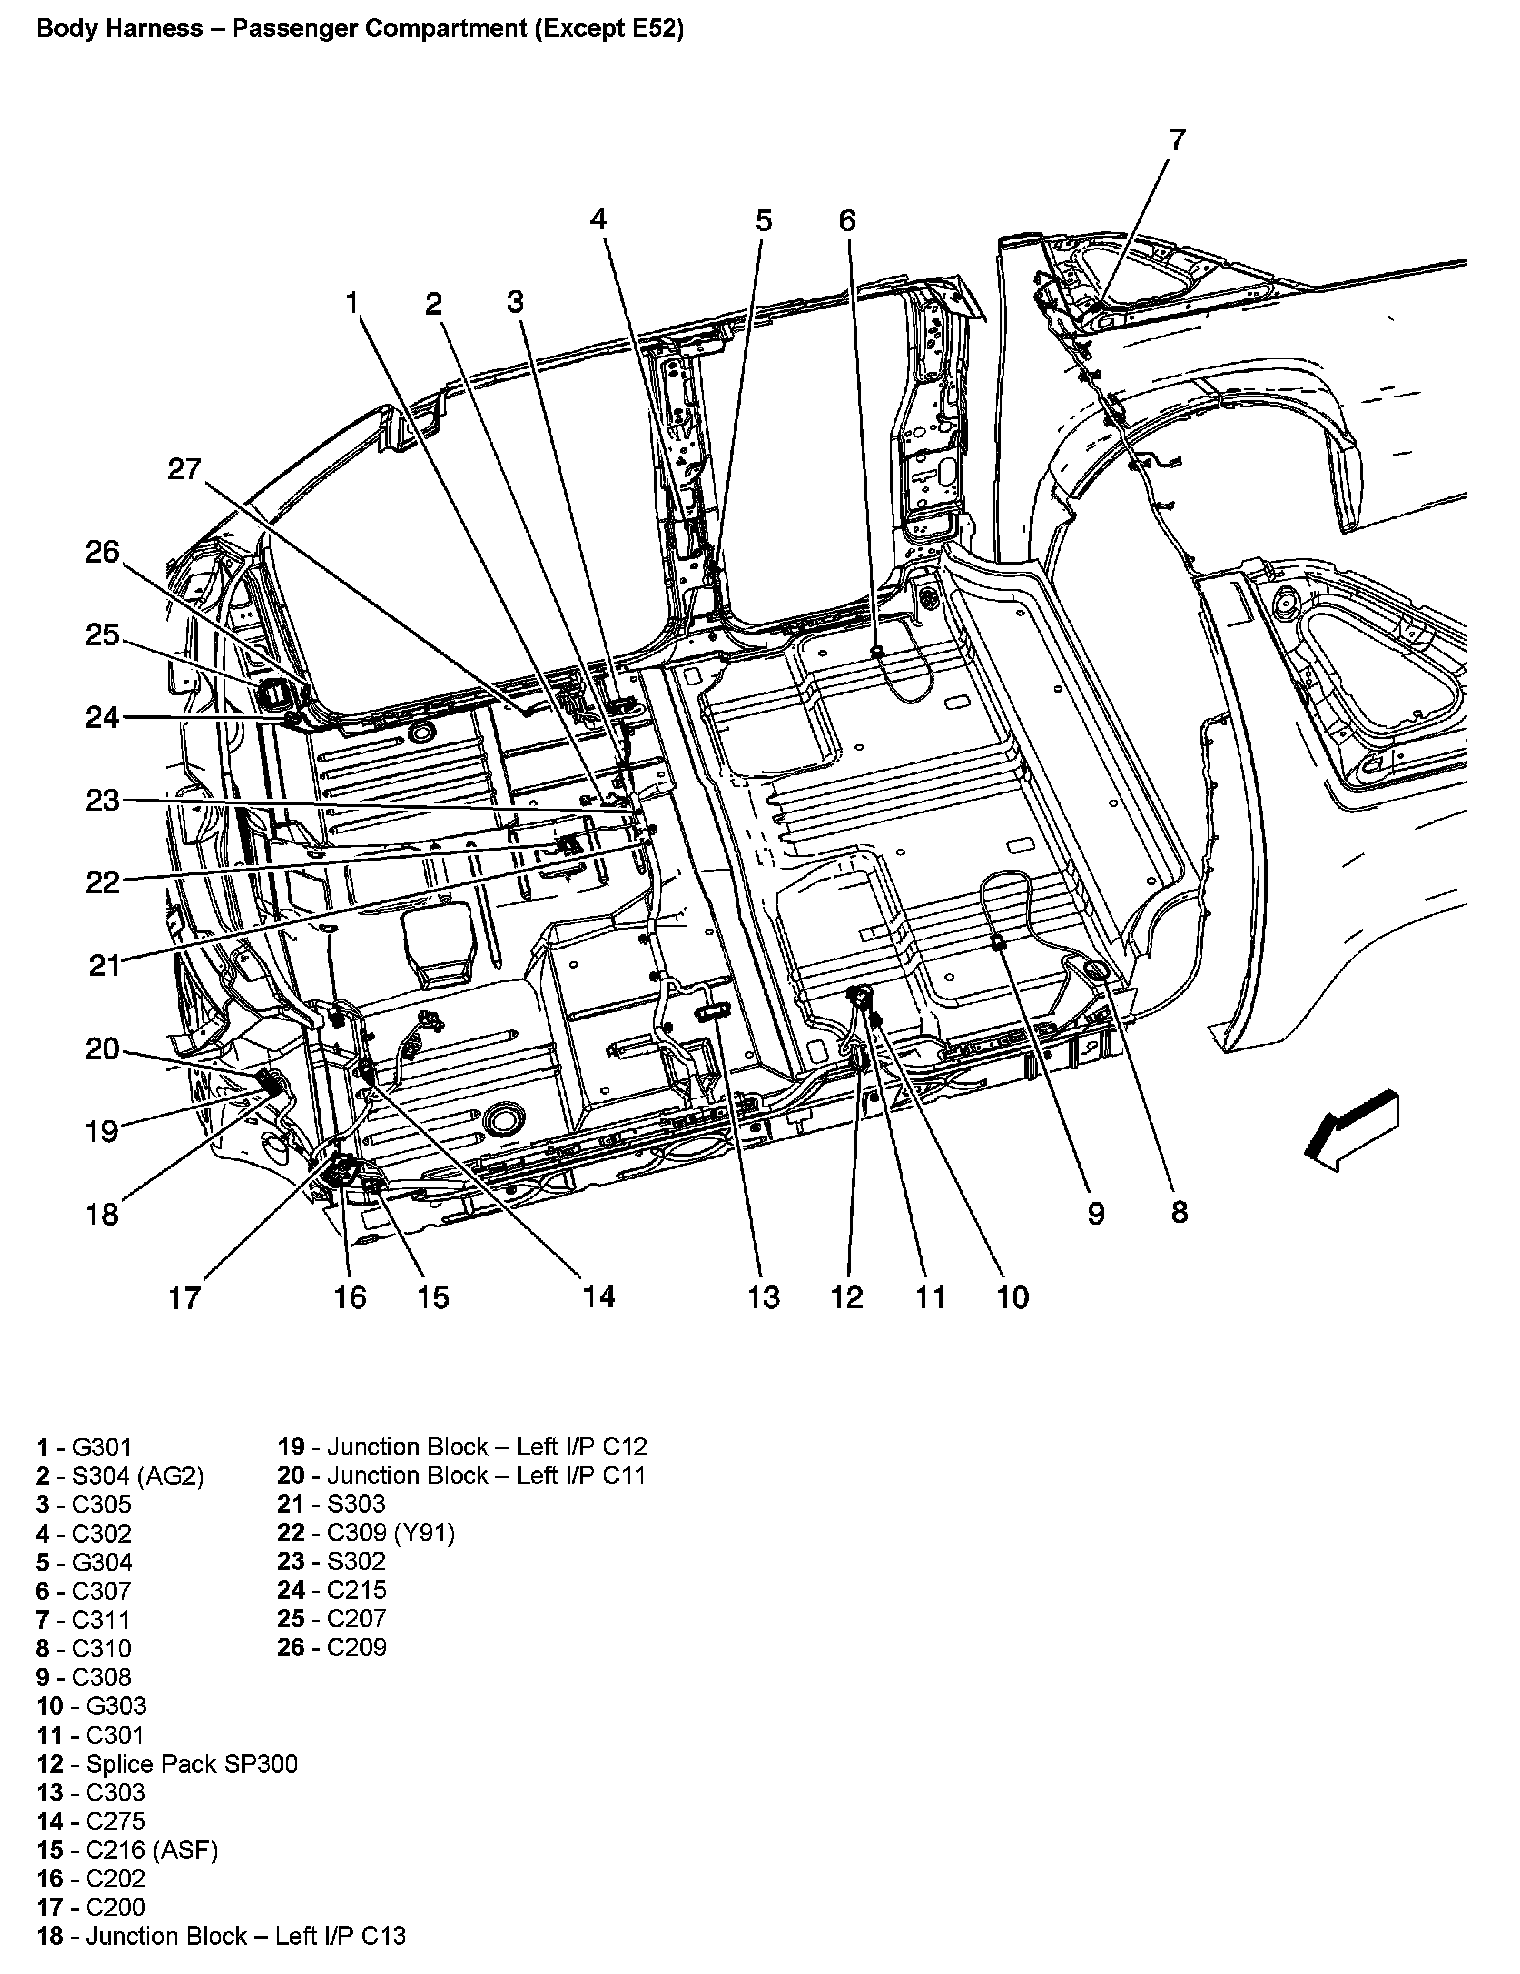 Body Harness – Passenger Compartment (Except E52)
7
4
5
6
1
2
3
27
26
25
24
23
22
21
20
19
18
17
16
15
14
13
12
11
10
9
8
1 - G301
2 - S304 (AG2)
3 - C305
4 - C302
5 - G304
6 - C307
7 - C311
8 - C310
9 - C308
10 - G303
11 - C301
12 - Splice Pack SP300
13 - C303
14 - C275
15 - C216 (ASF)
16 - C202
17 - C200
18 - Junction Block – Left I/P C13
19 - Junction Block – Left I/P C12
20 - Junction Block – Left I/P C11
21 - S303
22 - C309 (Y91)
23 - S302
24 - C215
25 - C207
26 - C209